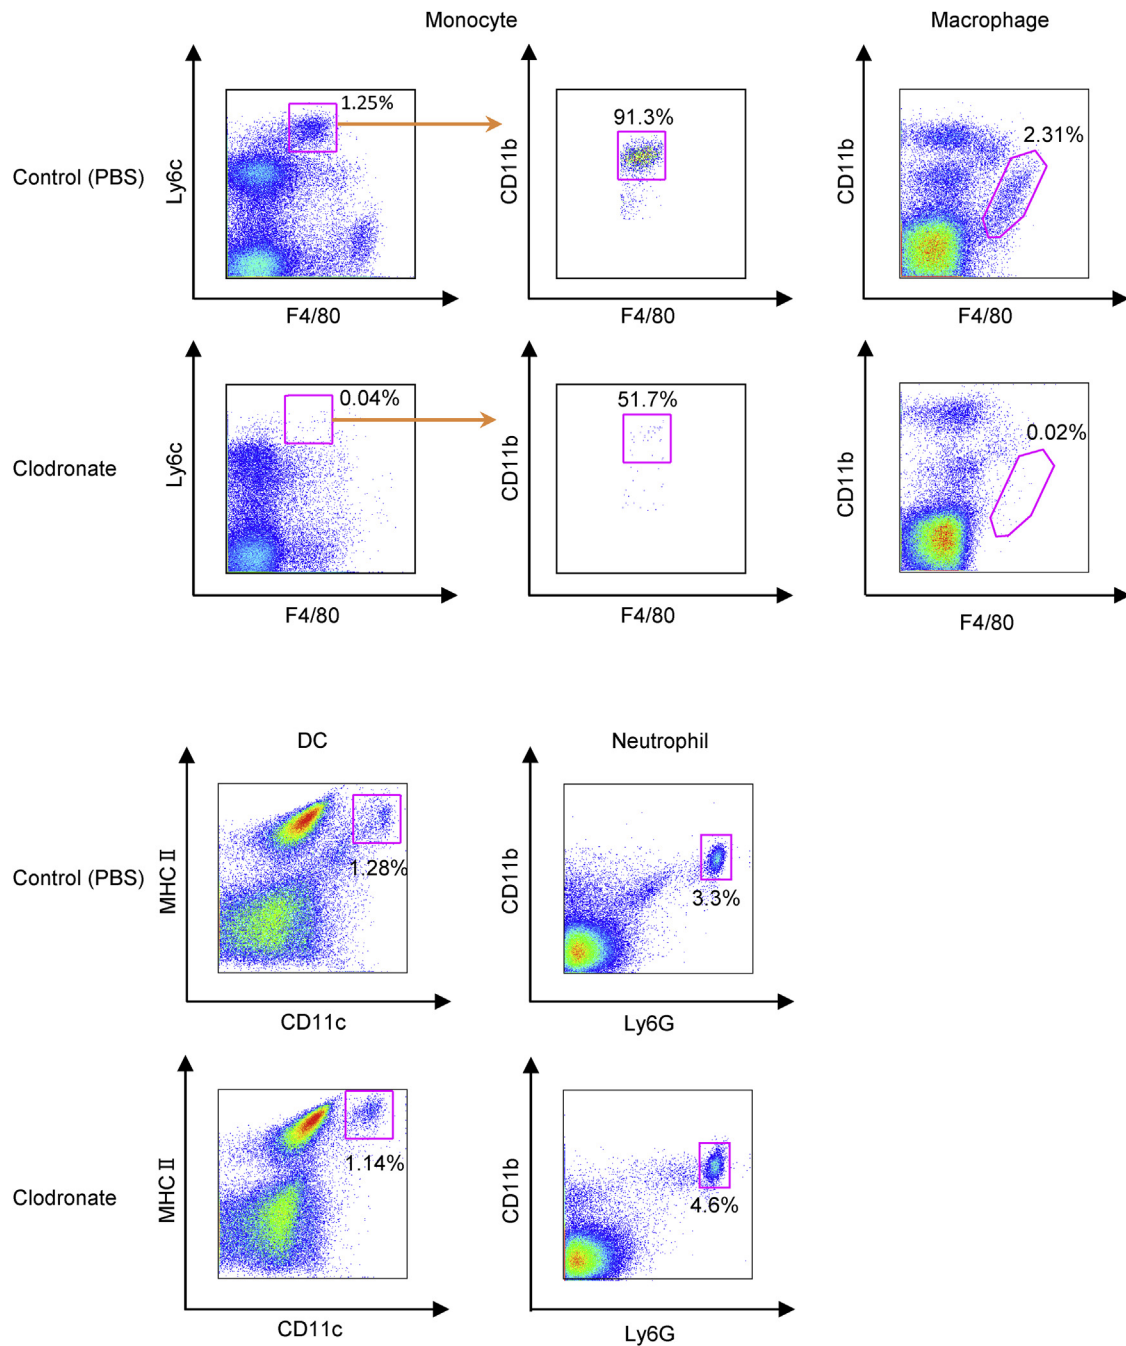 Monocyte
Macrophage
Control (PBS)
Ly6c
1.25%
F4/80
CD11b
91.3%
F4/80
CD11b
2.31%
F4/80
Clodronate
Ly6c
0.04%
F4/80
CD11b
51.7%
F4/80
CD11b
0.02%
F4/80
DC
Neutrophil
Control (PBS)
MHC II
1.28%
CD11c
CD11b
3.3%
Ly6G
Clodronate
MHC II
1.14%
CD11c
CD11b
4.6%
Ly6G